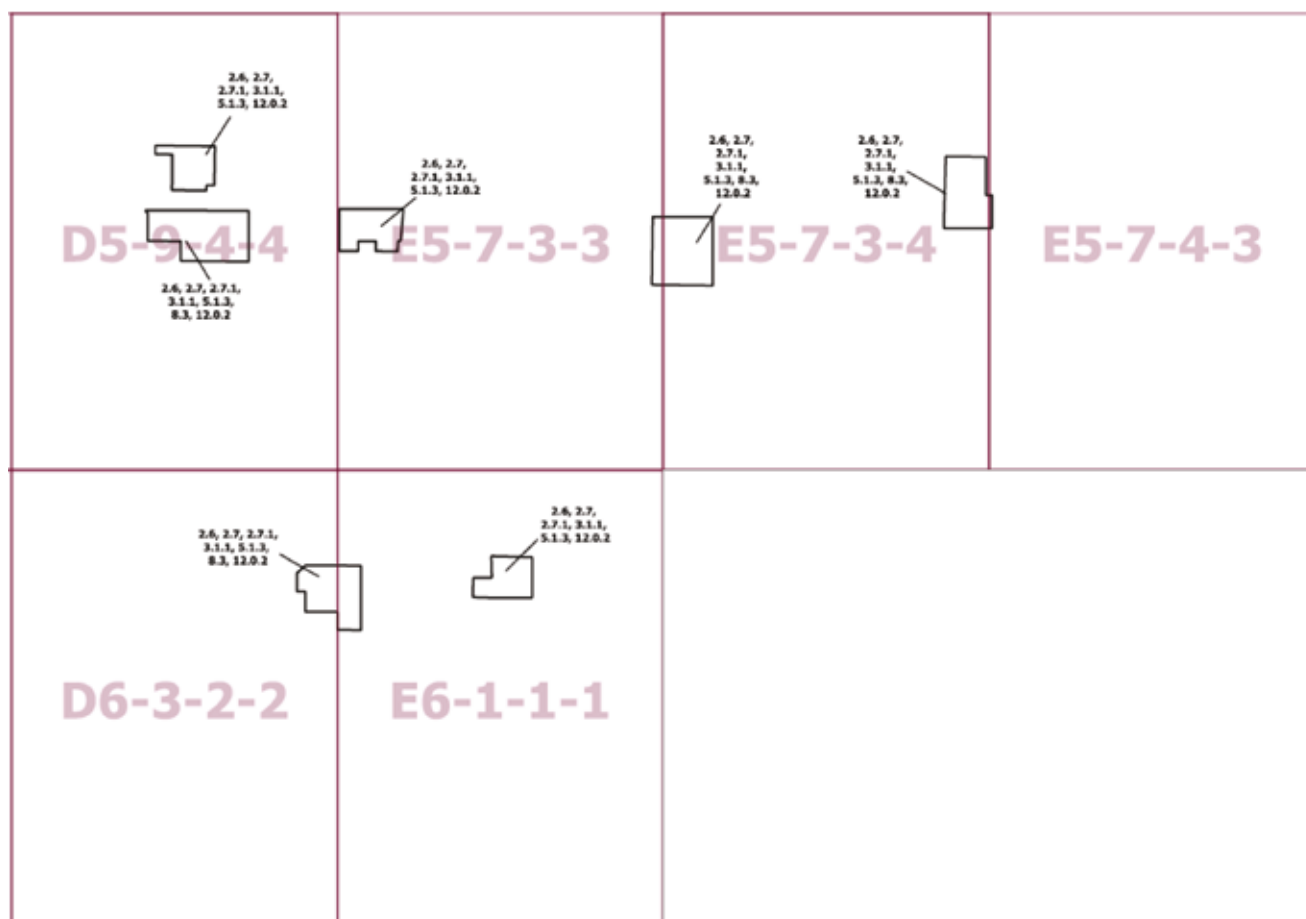 2.6, 2.7,
2.7.1, 3.1.1,
5.1.3, 12.0.2
2.6, 2.7,
2.7.1, 3.1.1,
5.1.3, 12.0.2
2.6, 2.7,
2.7.1,
3.1.1,
5.1.3, 8.3,
12.0.2
2.6, 2.7,
2.7.1,
3.1.1,
5.1.3, 8.3,
12.0.2
D5-9-4-4
E5-7-3-3
E5-7-3-4
E5-7-4-3
2.6, 2.7, 2.7.1,
3.1.1, 5.1.3,
8.3, 12.0.2
2.6, 2.7, 2.7.1,
3.1.1, 5.1.3,
8.3, 12.0.2
2.6, 2.7,
2.7.1, 3.1.1,
5.1.3, 12.0.2
D6-3-2-2
E6-1-1-1